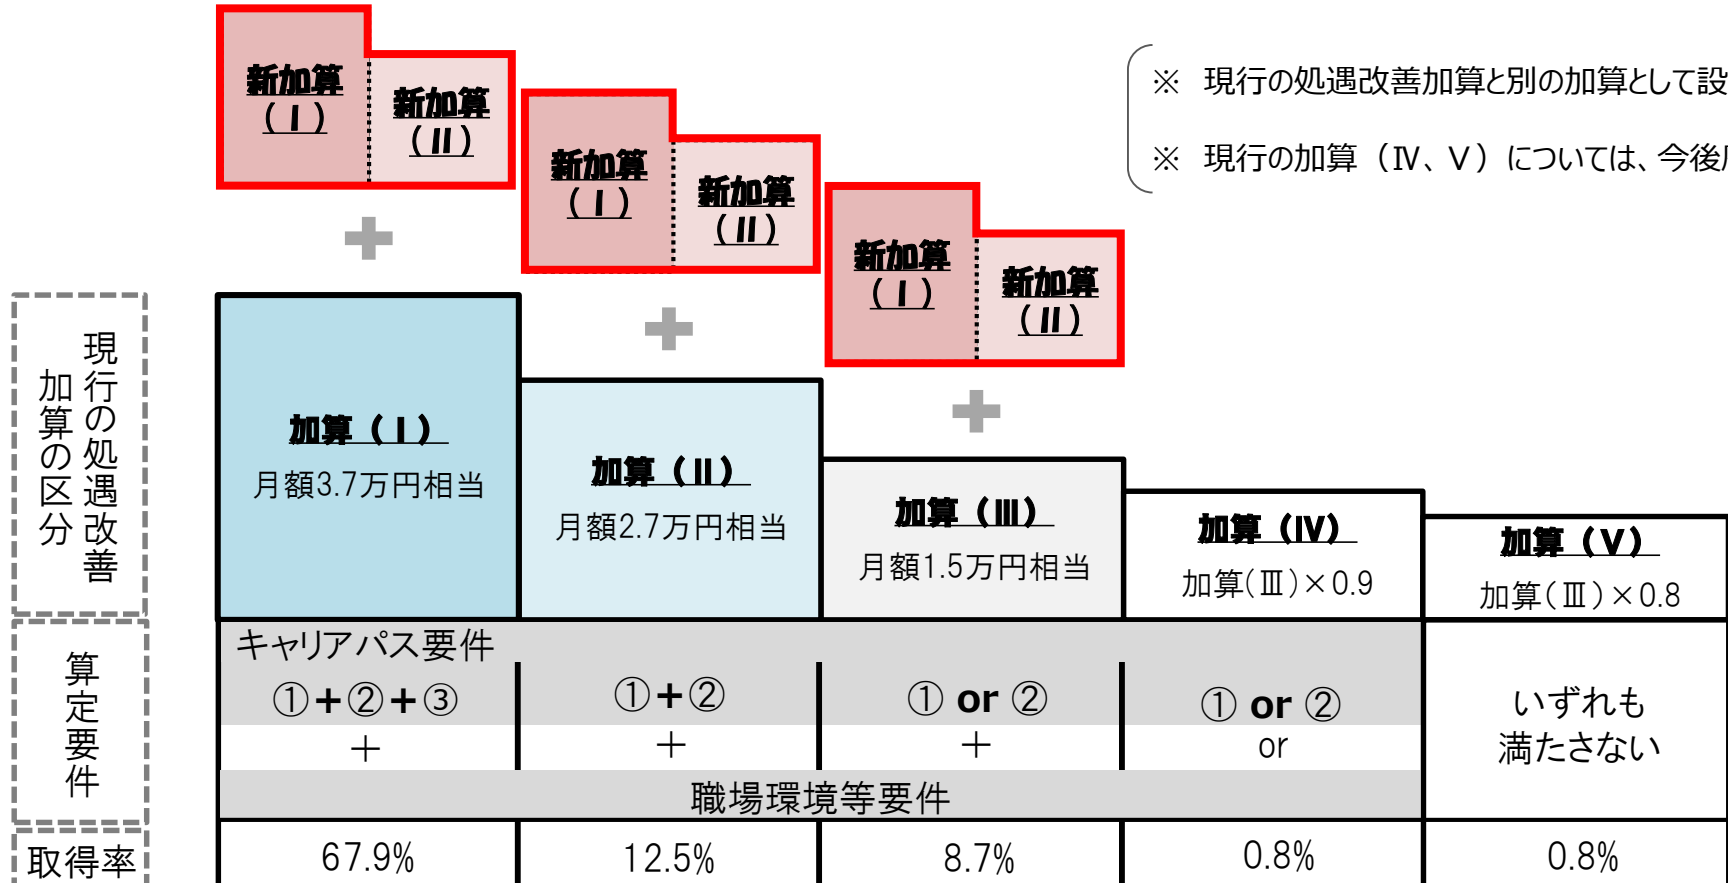 新加算
（Ⅰ）
新加算
（Ⅱ）
新加算
（Ⅰ）
新加算
（Ⅱ）
新加算
（Ⅰ）
新加算
（Ⅱ）
※ 現行の処遇改善加算と別の加算として設
※ 現行の加算（Ⅳ、Ⅴ）については、今後
現行の処遇改善
加算の区分
加算（Ⅰ）
月額3.7万円相当
加算（Ⅱ）
月額2.7万円相当
加算（Ⅲ）
月額1.5万円相当
加算（Ⅳ）
加算(Ⅲ)×0.9
加算（Ⅴ）
加算(Ⅲ)×0.8
算定要件
キャリアパス要件
①+②+③
①+②
① or ②
① or ②
＋
＋
＋
or
いずれも
満たさない
職場環境等要件
取得率
67.9%
12.5%
8.7%
0.8%
0.8%